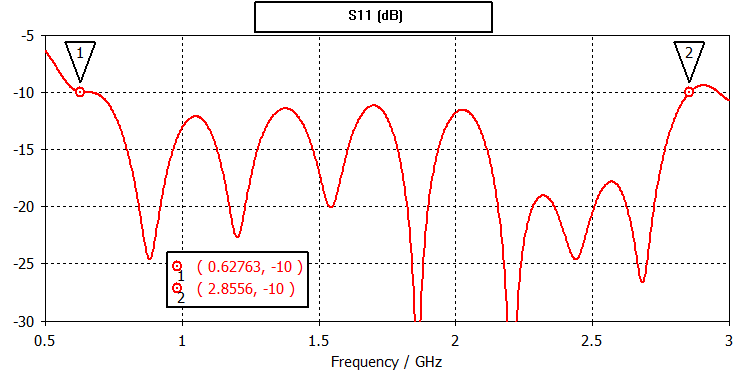 S11 (dB)
-5
1
2
-10
-15
-20
-25
1 ( 0.62763, -10 )
2 ( 2.8556, -10 )
-30
0.5 1 1.5 2 2.5 3
Frequency / GHz